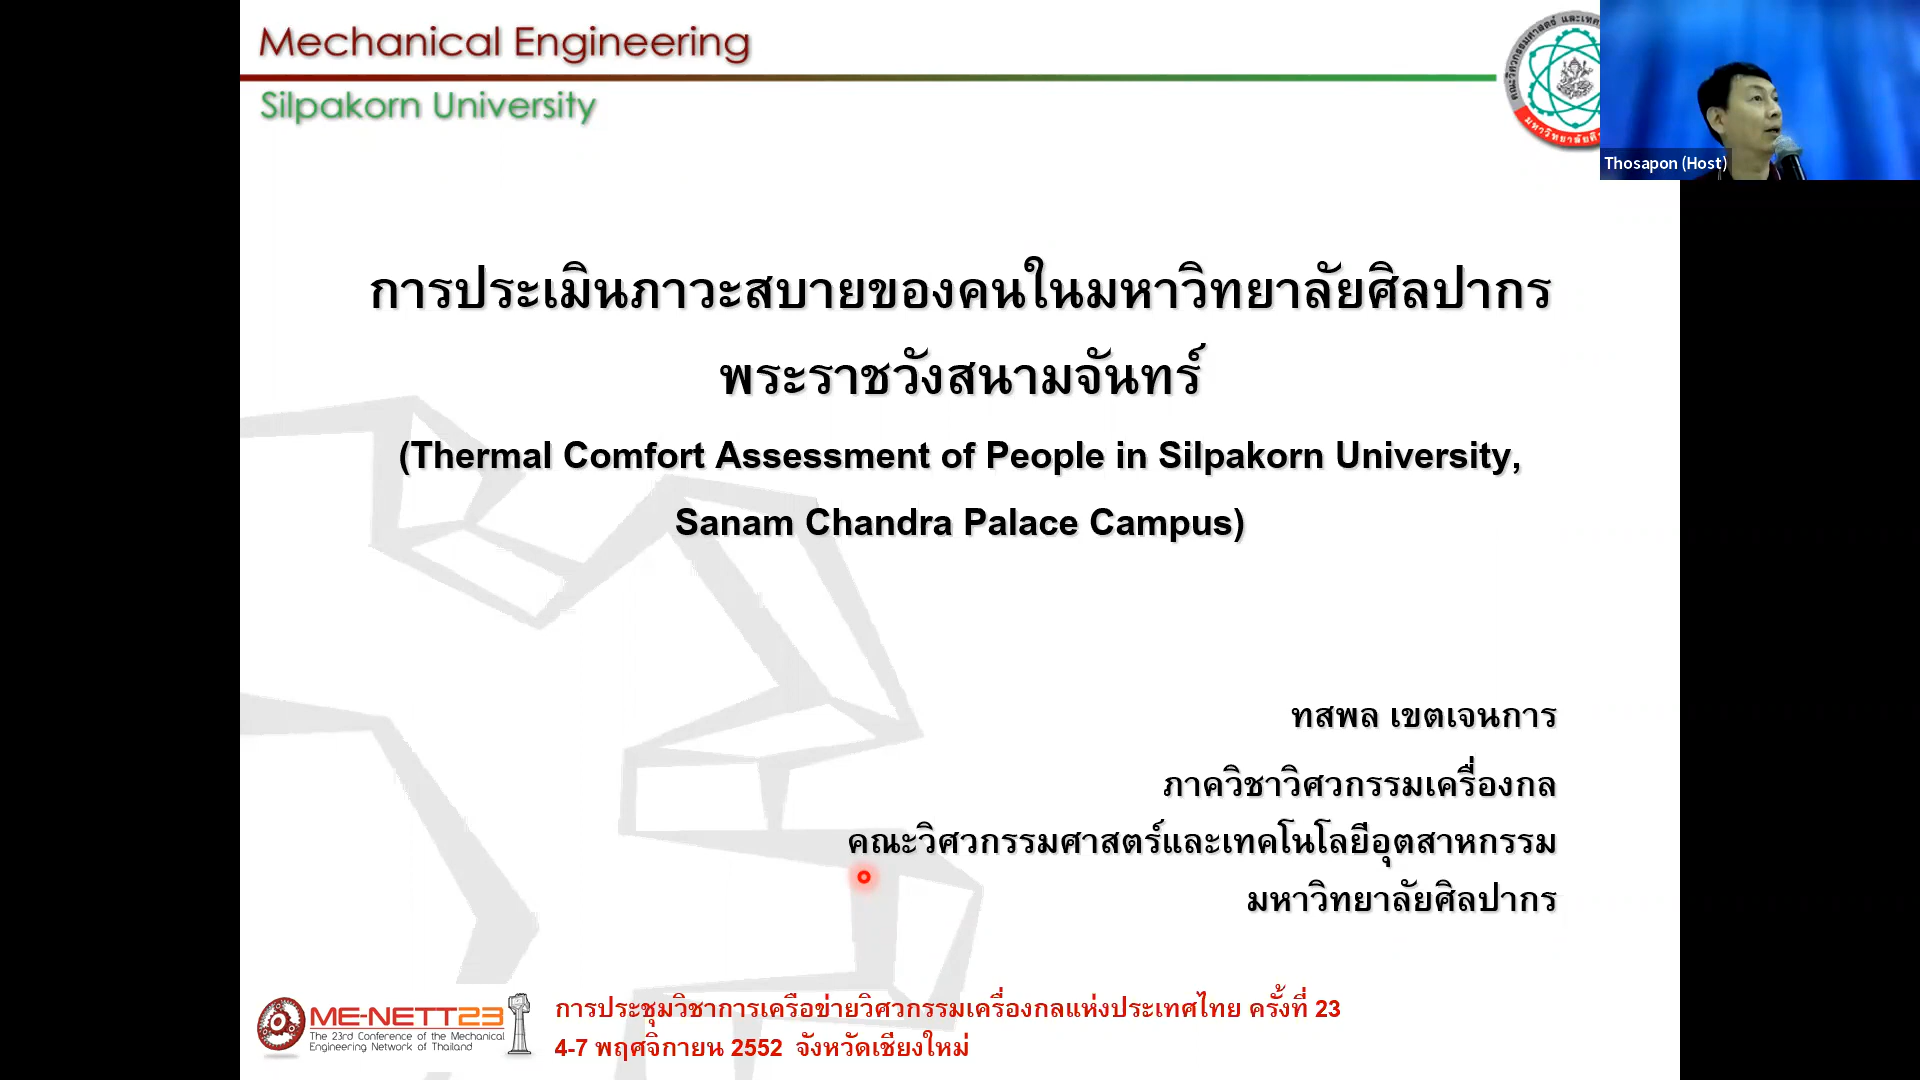 Mechanical Engineering
Silpakorn University
Thosapon (Host)
การประเมินภาวะสบายของคนในมหาวิทยาลัยศิลปากร
พระราชวังสนามจันทร์
(Thermal Comfort Assessment of People in Silpakorn University,
Sanam Chandra Palace Campus)
ทสพล เขตเจนการ
ภาควิชาวิศวกรรมเครื่องกล
คณะวิศวกรรมศาสตร์และเทคโนโลยีอุตสาหกรรม
มหาวิทยาลัยศิลปากร
ME-NETT23
The 23rd Conference of the Mechanical
Engineering Network of Thailand
การประชุมวิชาการเครือข่ายวิศวกรรมเครื่องกลแห่งประเทศไทย ครั้งที่ 23
4-7 พฤศจิกายน 2552 จังหวัดเชียงใหม่